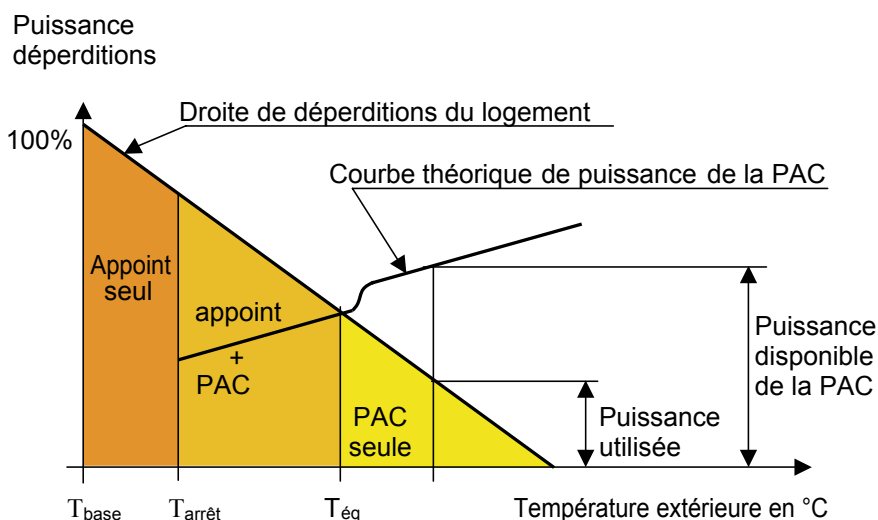 Puissance
déperditions
Droite de déperditions du logement
100%
Courbe théorique de puissance de la PAC
Appoint
seul
appoint
+
PAC
PAC
seule
Puissance
utilisée
Puissance
disponible
de la PAC
Tbase
Tarrêt
Téq
Température extérieure en °C